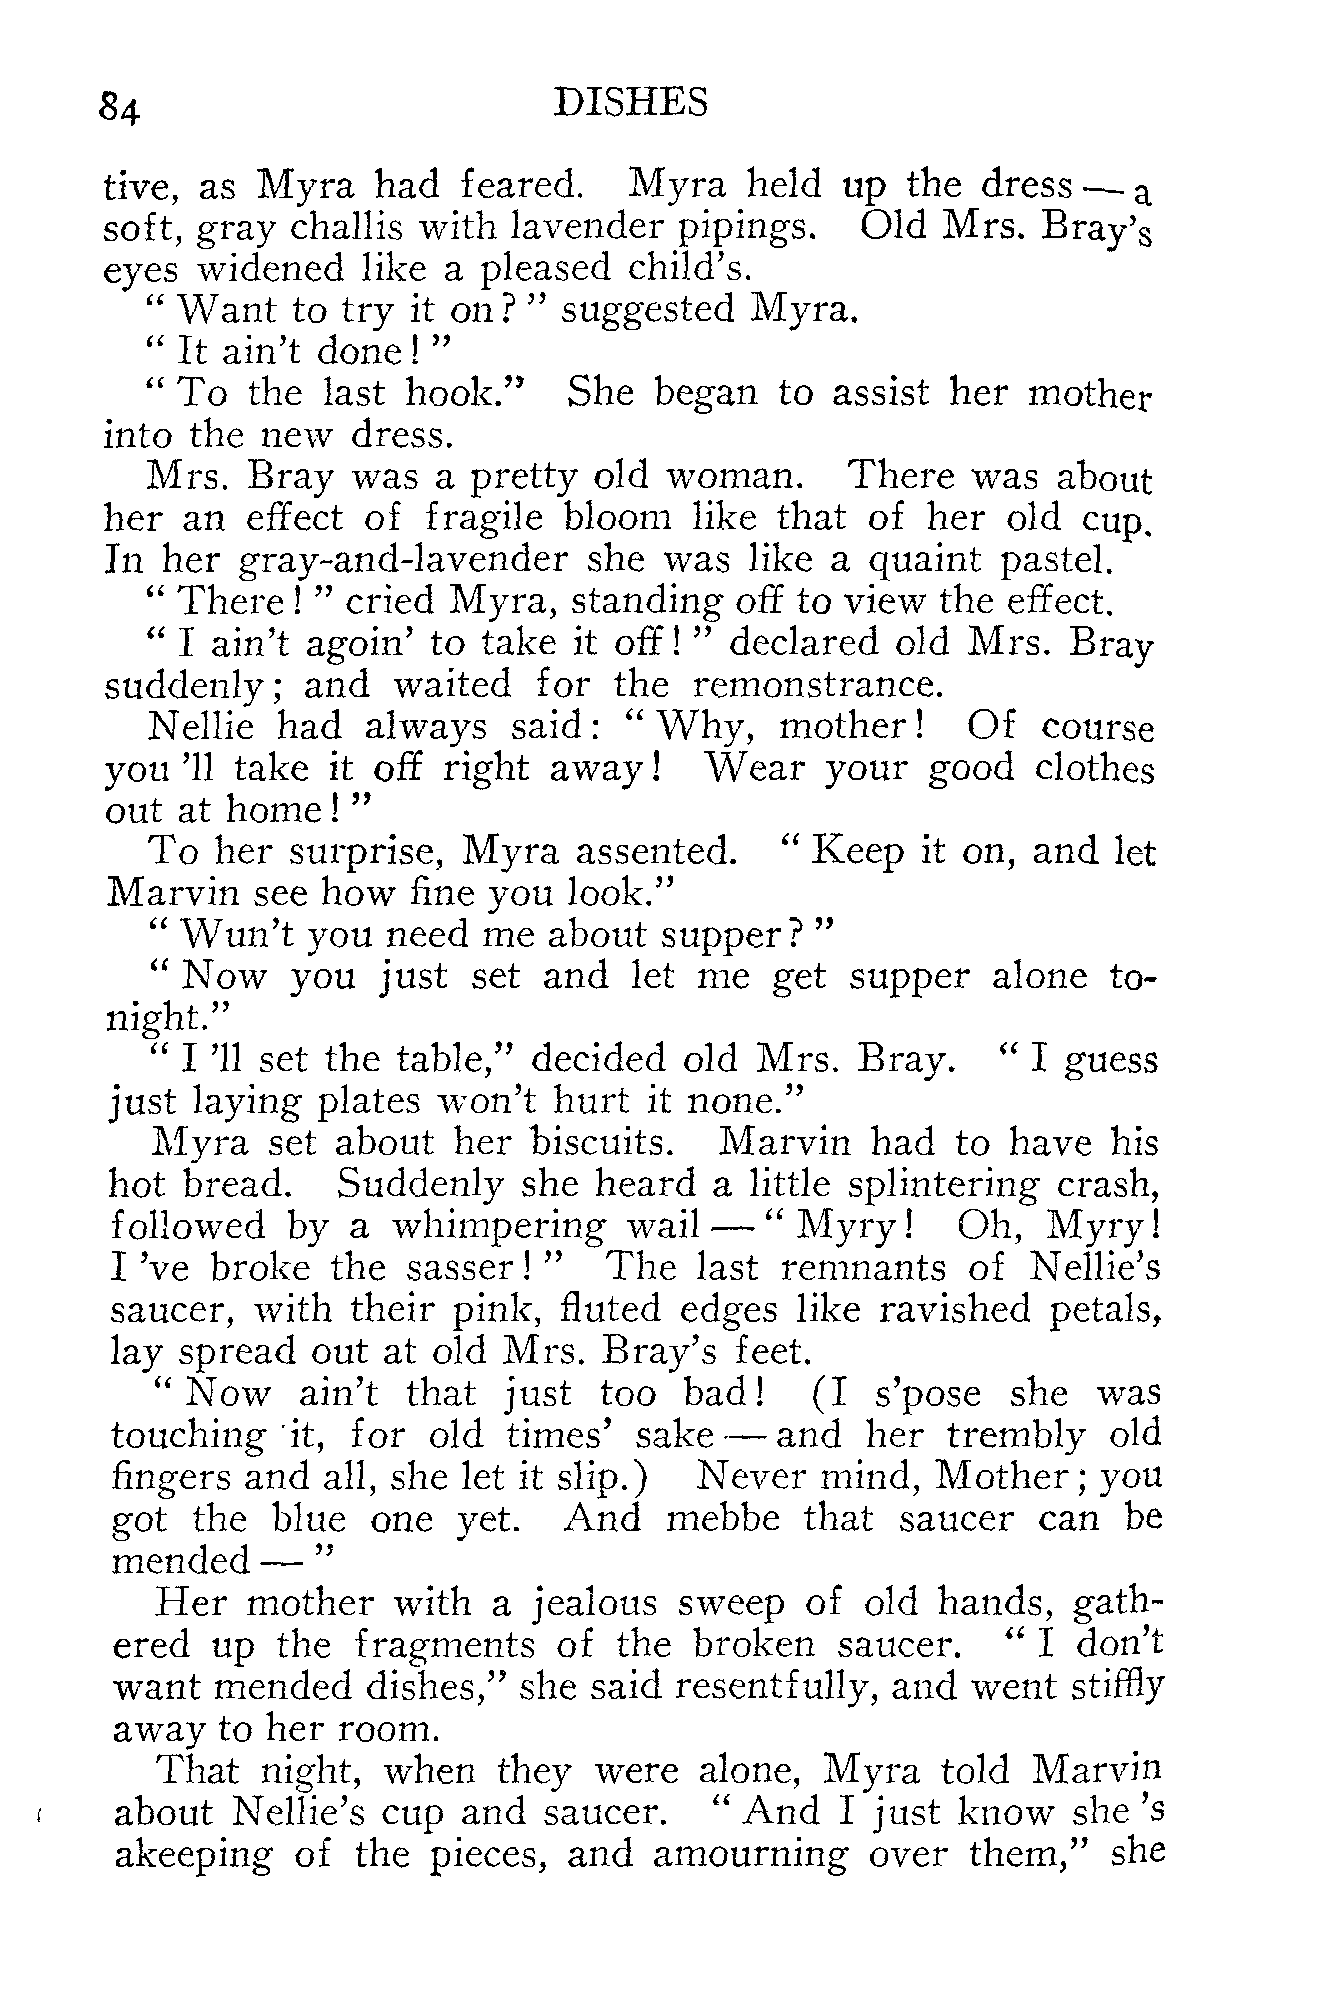 84 DISHES
tive, as Myra had feared. Myra held up the dress — a
soft, gray challis with lavender pipings. Old Mrs. Bray's
eyes widened like a pleased child's.
" Want to try it on? " suggested Myra.
" It ain't done! "
" To the last hook." She began to assist her mother
into the new dress.
Mrs. Bray was a pretty old woman. There was about
her an effect of fragile bloom like that of her old cup.
In her gray-and-lavender she was like a quaint pastel.
" There! " cried Myra, standing off to view the effect.
" I ain't agoin' to take it off! " declared old Mrs. Bray
suddenly; and waited for the remonstrance.
Nellie had always said: " Why, mother! Of course
you 'll take it off right away! Wear your good clothes
out at home! "
To her surprise, Myra assented. " Keep it on, and let
Marvin see how fine you look."
" Wun't you need me about supper? "
" Now you just set and let me get supper alone to-
night."
" I 'll set the table," decided old Mrs. Bray. " I guess
just laying plates won't hurt it none."
Myra set about her biscuits. Marvin had to have his
hot bread. Suddenly she heard a little splintering crash,
followed by a whimpering wail — " Myry! Oh, Myry!
I 've broke the sasser! " The last remnants of Nellie's
saucer, with their pink, fluted edges like ravished petals,
lay spread out at old Mrs. Bray's feet.
" Now ain't that just too bad! (I s'pose she was
touching it, for old times' sake — and her trembly old
fingers and all, she let it slip.) Never mind, Mother; you
got the blue one yet. And mebbe that saucer can be
mended — "
Her mother with a jealous sweep of old hands, gath-
ered up the fragments of the broken saucer. " I don't
want mended dishes," she said resentfully, and went stiffly
away to her room.
That night, when they were alone, Myra told Marvin
about Nellie's cup and saucer. " And I just know she 's
akeeping of the pieces, and amourning over them," she